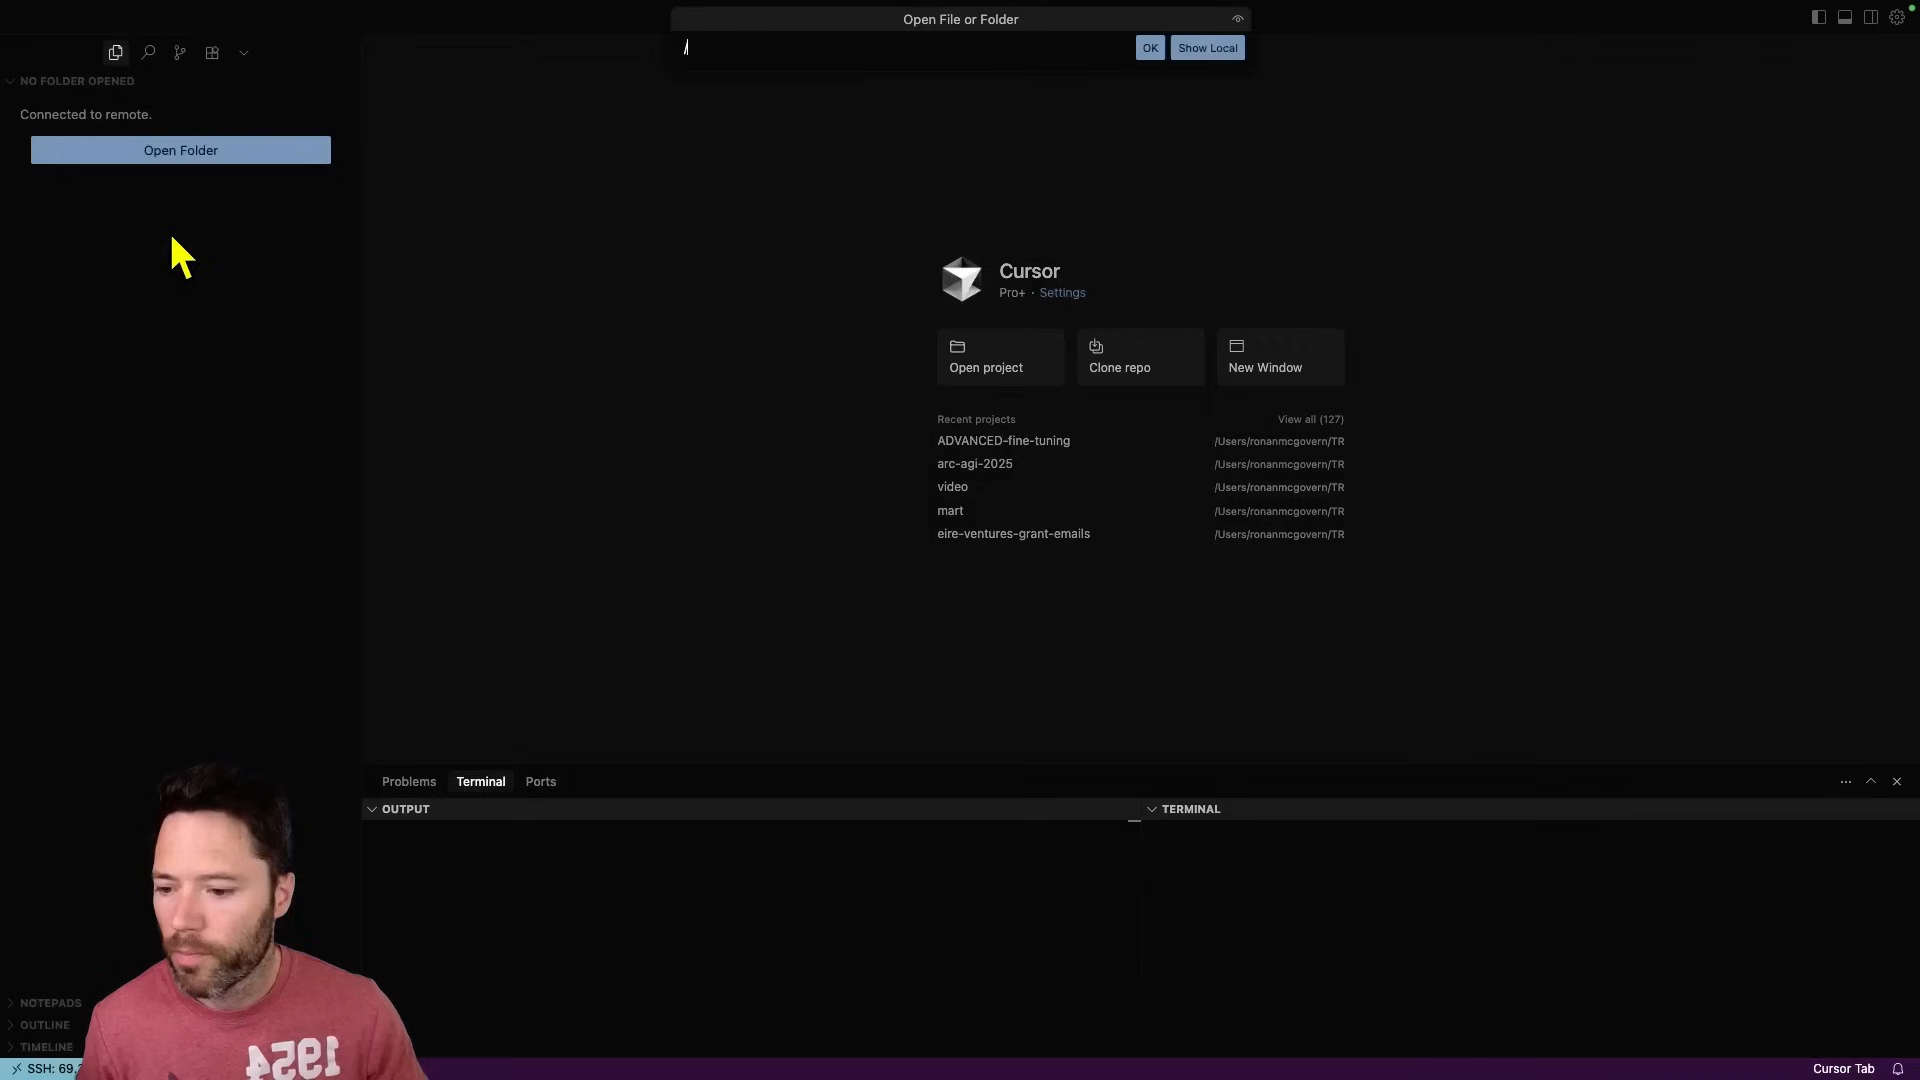 Open File or Folder
/
OK
Show Local
NO FOLDER OPENED
Connected to remote.
Open Folder
Cursor
Pro+ · Settings
Open project
Clone repo
New Window
Recent projects
View all (127)
ADVANCED-fine-tuning
/Users/ronanmcgovern/TR
arc-agi-2025
/Users/ronanmcgovern/TR
video
/Users/ronanmcgovern/TR
mart
/Users/ronanmcgovern/TR
eire-ventures-grant-emails
/Users/ronanmcgovern/TR
Problems
Terminal
Ports
OUTPUT
TERMINAL
NOTEPADS
OUTLINE
TIMELINE
SSH: 69.
Cursor Tab
1954